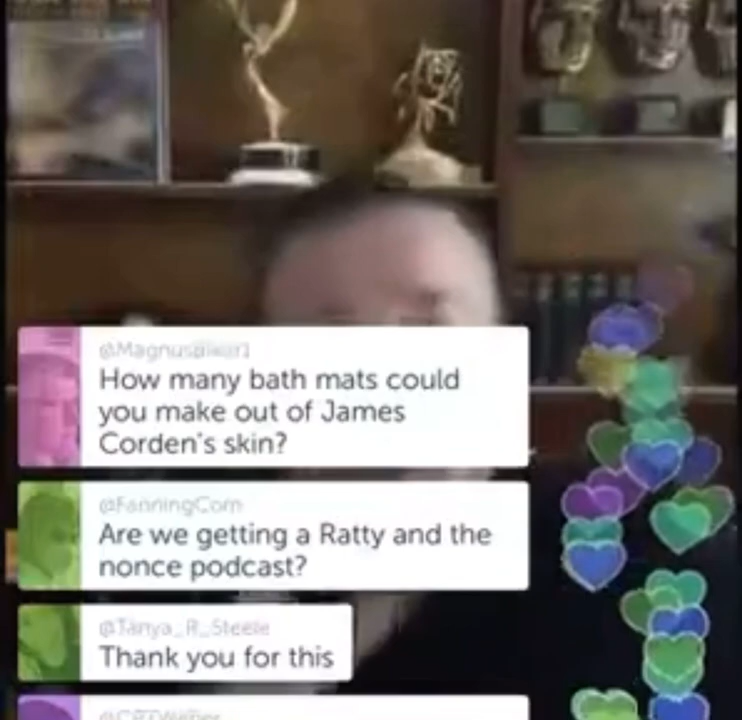 How many bath mats could
you make out of James
Corden's skin?
@FanningCom
Are we getting a Ratty and the
nonce podcast?
@Tanya_R_Steele
Thank you for this